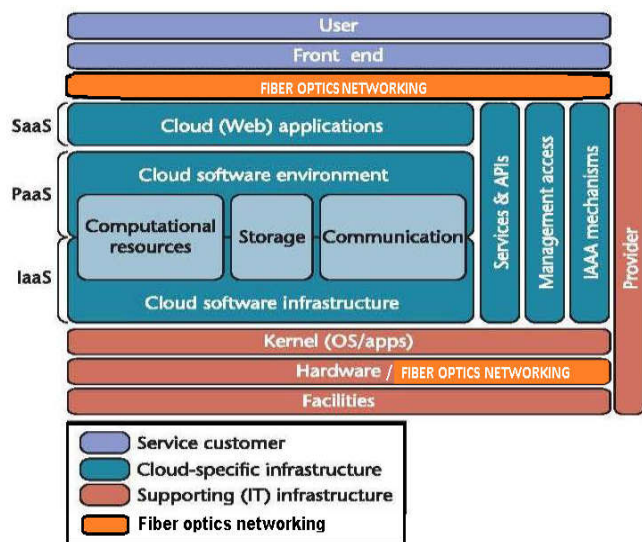 User
Front end
FIBER OPTICS NETWORKING
SaaS
Cloud (Web) applications
PaaS
Cloud software environment
Computational
resources
Storage
Communication
IaaS
Cloud software infrastructure
Services & APIs
Management access
IAAA mechanisms
Provider
Kernel (OS/apps)
Hardware / FIBER OPTICS NETWORKING
Facilities
Service customer
Cloud-specific infrastructure
Supporting (IT) infrastructure
Fiber optics networking